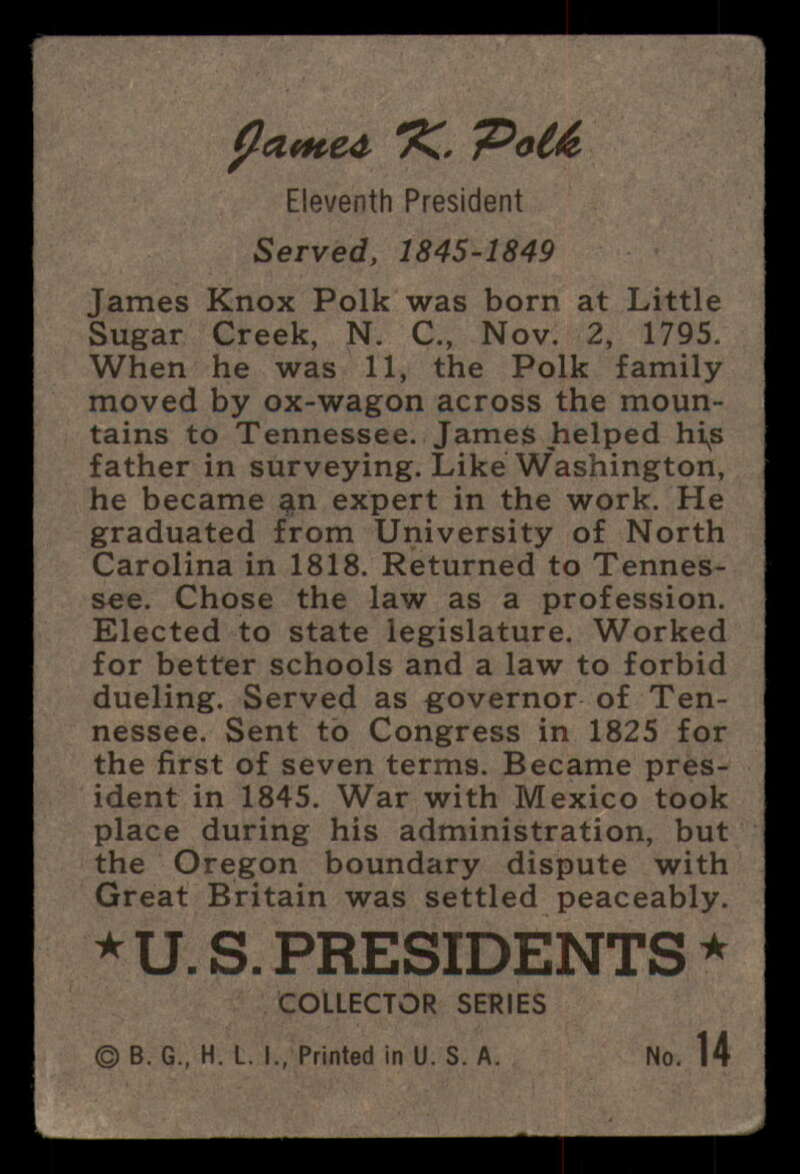 James K. Polk
Eleventh President
Served, 1845-1849
James Knox Polk was born at Little
Sugar Creek, N. C., Nov. 2, 1795.
When he was 11, the Polk family
moved by ox-wagon across the moun-
tains to Tennessee. James helped his
father in surveying. Like Washington,
he became an expert in the work. He
graduated from University of North
Carolina in 1818. Returned to Tennes-
see. Chose the law as a profession.
Elected to state legislature. Worked
for better schools and a law to forbid
dueling. Served as governor of Ten-
nessee. Sent to Congress in 1825 for
the first of seven terms. Became pres-
ident in 1845. War with Mexico took
place during his administration, but
the Oregon boundary dispute with
Great Britain was settled peaceably.
★ U. S. PRESIDENTS ★
COLLECTOR SERIES
© B. G., H. L. I., Printed in U. S. A. No. 14